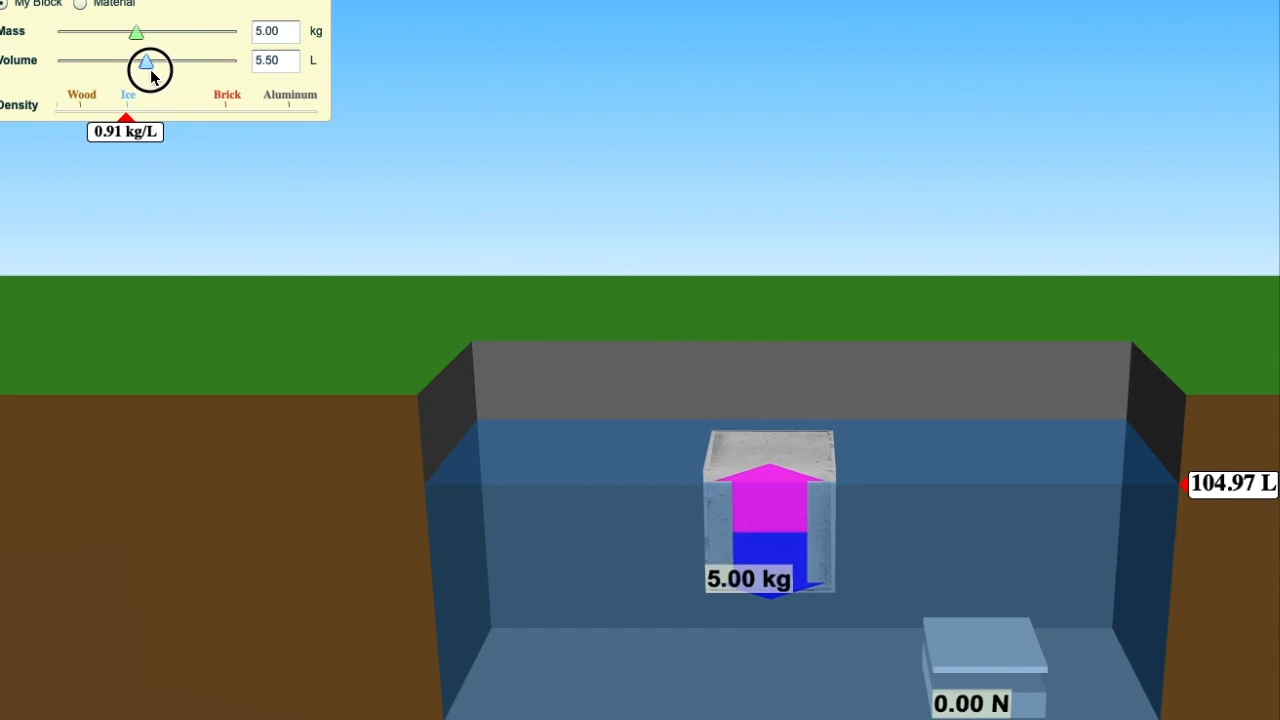 My Block Material
Mass 5.00 kg
Volume 5.50 L
Wood Ice Brick Aluminum
Density
0.91 kg/L
104.97 L
5.00 kg
0.00 N